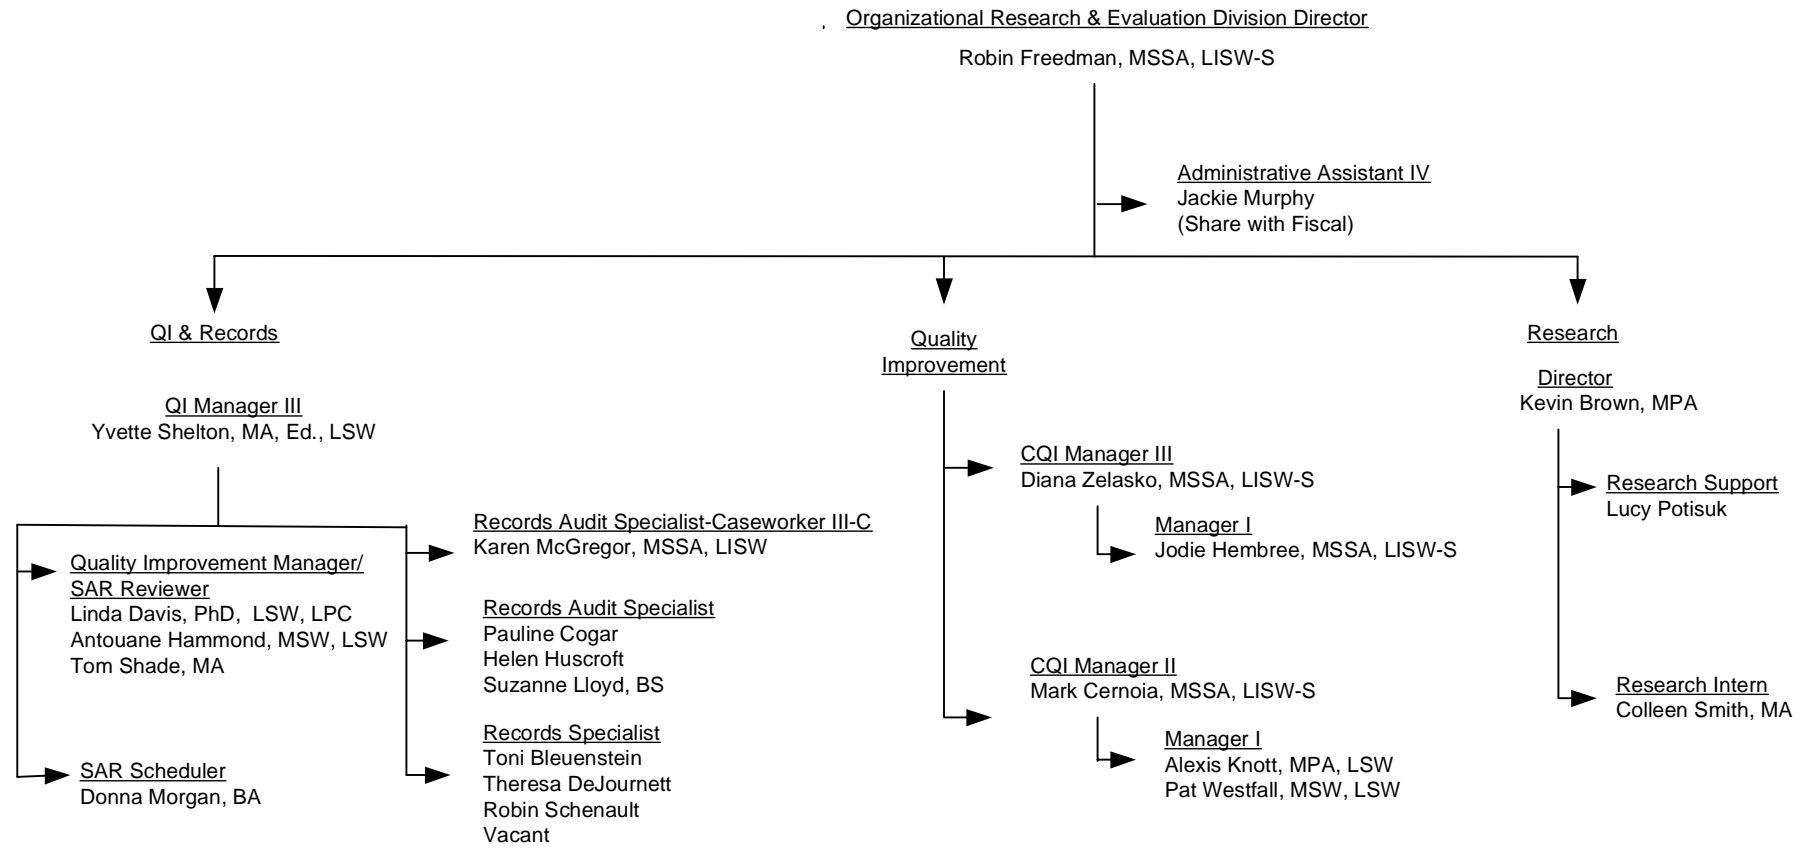 Organizational Research & Evaluation Division Director
Robin Freedman, MSSA, LISW-S
Administrative Assistant IV
Jackie Murphy
(Share with Fiscal)
QI & Records
QI Manager III
Yvette Shelton, MA, Ed., LSW
Quality Improvement Manager/
SAR Reviewer
Linda Davis, PhD,  LSW, LPC
Antouane Hammond, MSW, LSW
Tom Shade, MA
SAR Scheduler
Donna Morgan, BA
Records Audit Specialist-Caseworker III-C
Karen McGregor, MSSA, LISW
Records Audit Specialist
Pauline Cogar
Helen Huscroft
Suzanne Lloyd, BS
Records Specialist
Toni Bleuenstein
Theresa DeJournett
Robin Schenault
Vacant
Quality
Improvement
CQI Manager III
Diana Zelasko, MSSA, LISW-S
Manager I
Jodie Hembree, MSSA, LISW-S
CQI Manager II
Mark Cernoia, MSSA, LISW-S
Manager I
Alexis Knott, MPA, LSW
Pat Westfall, MSW, LSW
Research
Director
Kevin Brown, MPA
Research Support
Lucy Potisuk
Research Intern
Colleen Smith, MA